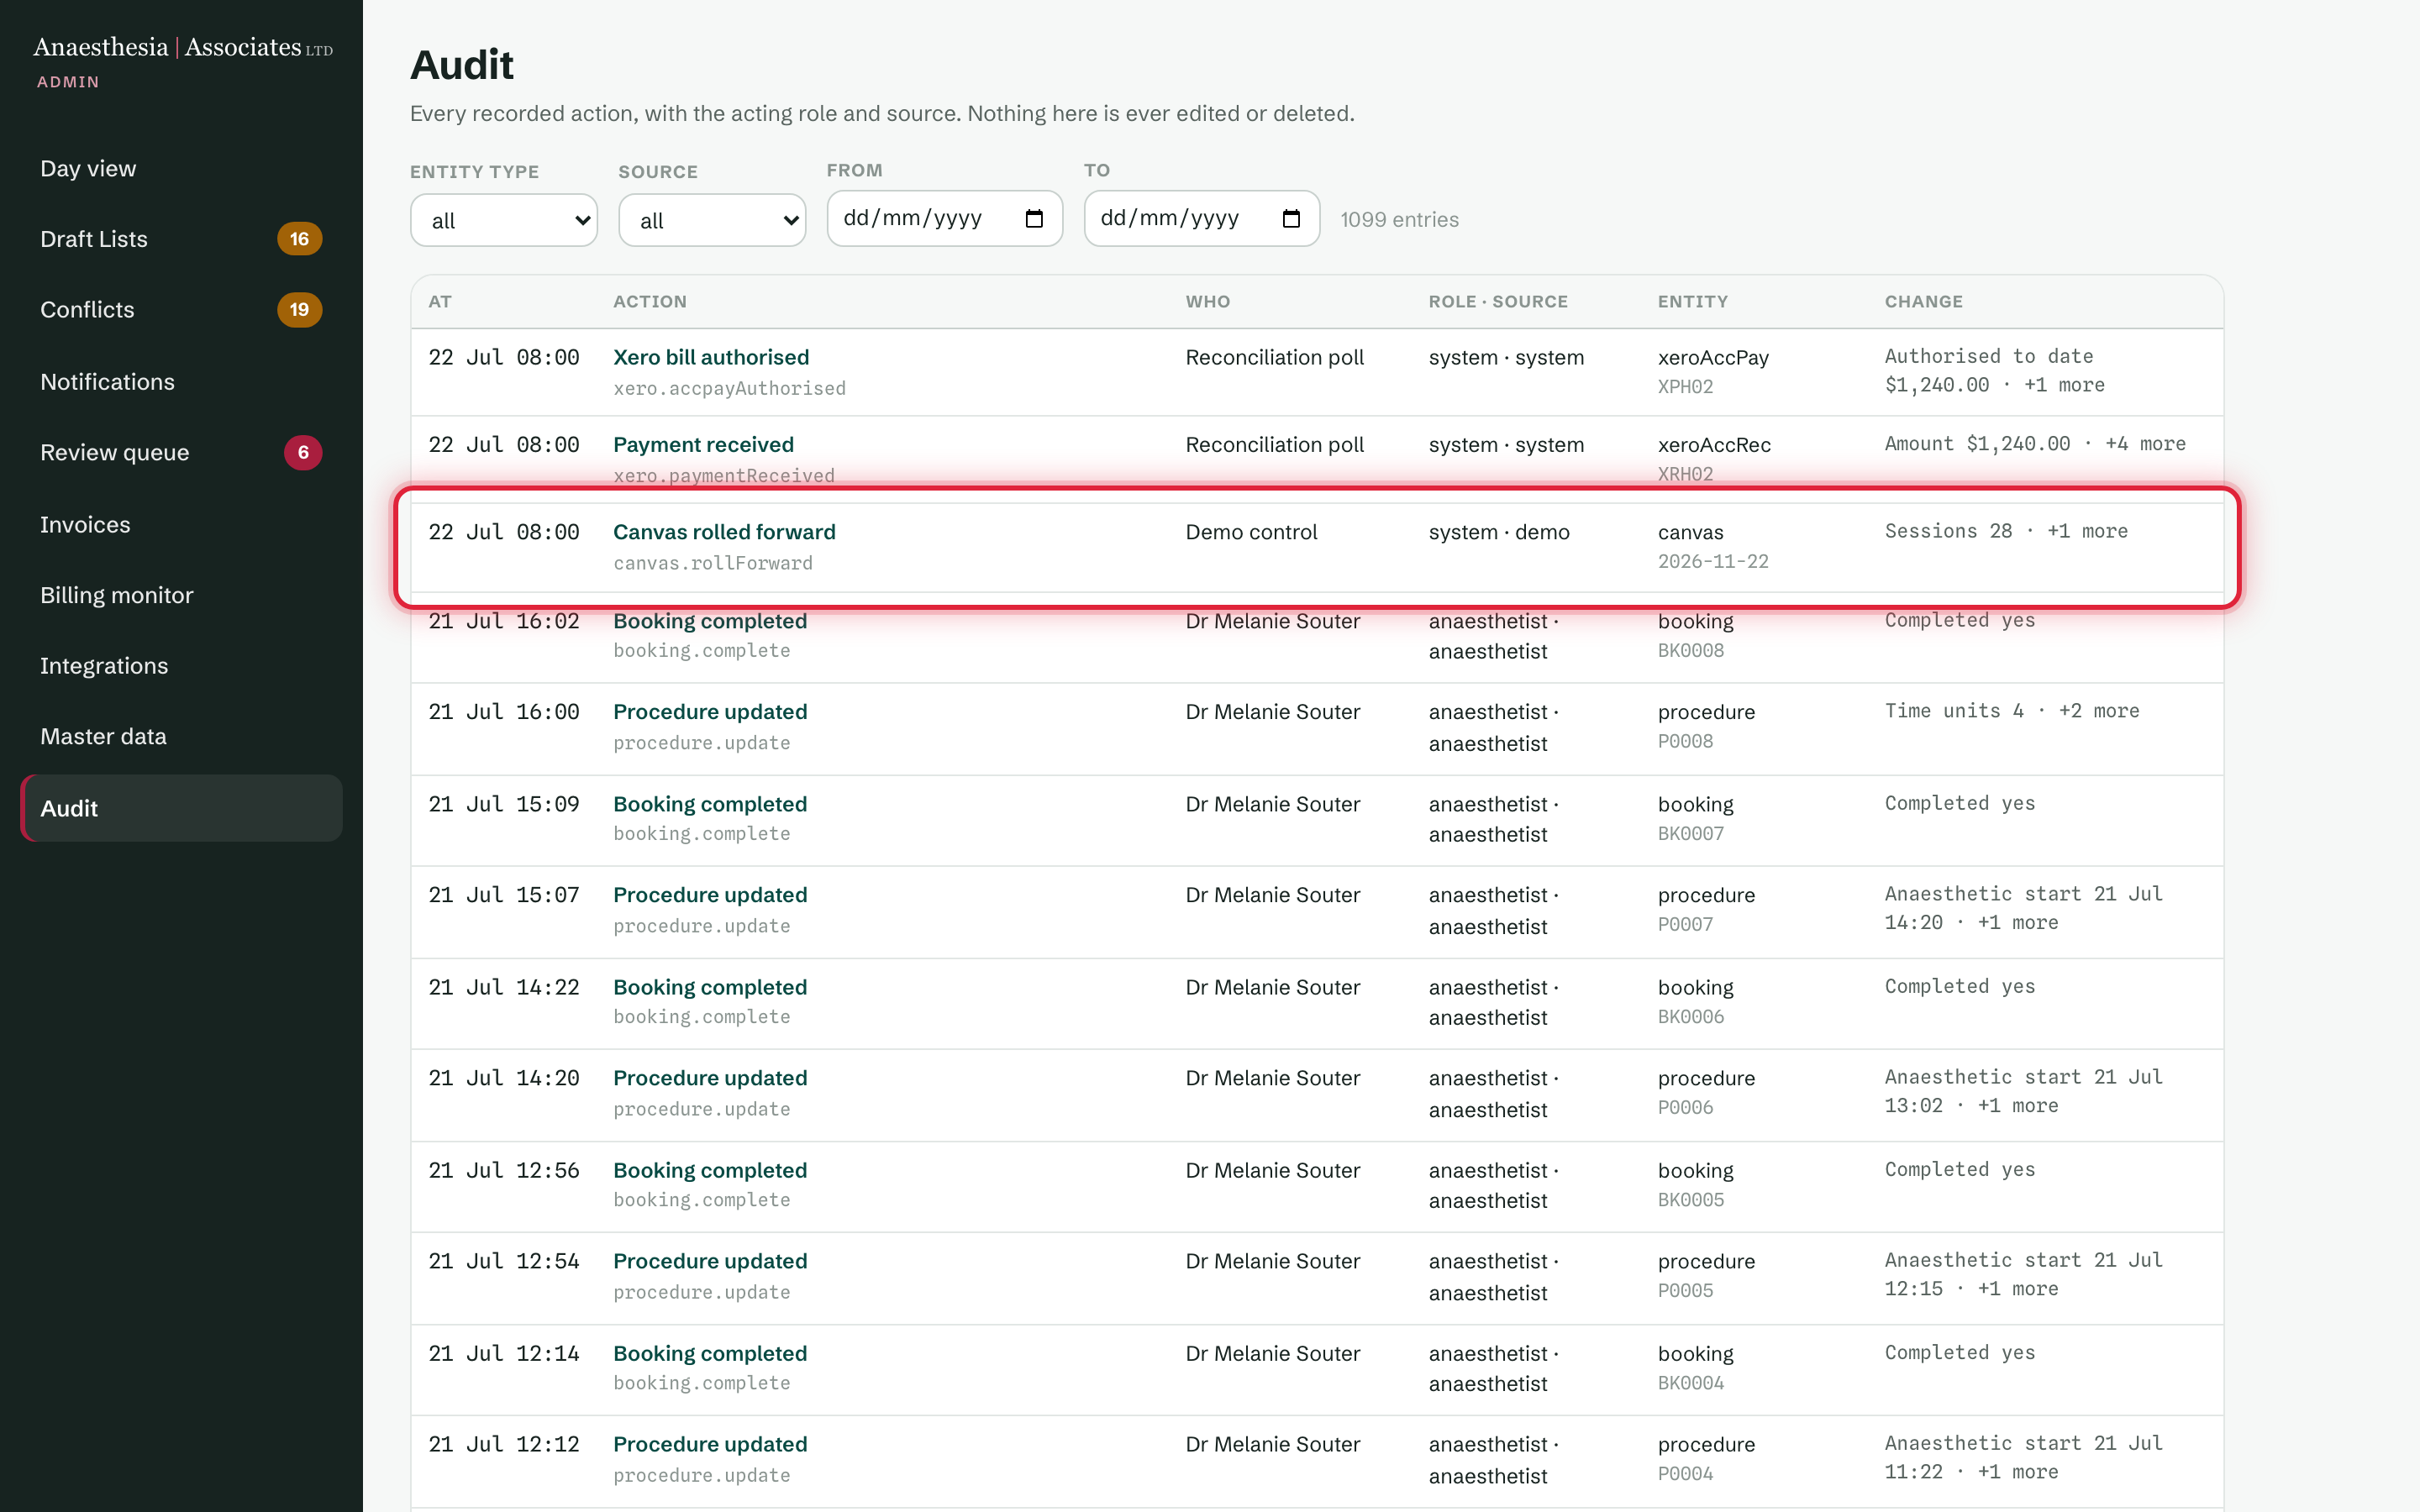 Anaesthesia | Associates LTD
ADMIN
Day view
Draft Lists 16
Conflicts 19
Notifications
Review queue 6
Invoices
Billing monitor
Integrations
Master data
Audit
Audit
Every recorded action, with the acting role and source. Nothing here is ever edited or deleted.
ENTITY TYPE SOURCE FROM TO
all all dd/mm/yyyy dd/mm/yyyy 1099 entries
AT ACTION WHO ROLE · SOURCE ENTITY CHANGE
22 Jul 08:00 Xero bill authorised Reconciliation poll system · system xeroAccPay Authorised to date
xero.accpayAuthorised XPH02 $1,240.00 · +1 more
22 Jul 08:00 Payment received Reconciliation poll system · system xeroAccRec Amount $1,240.00 · +4 more
xero.paymentReceived XRH02
22 Jul 08:00 Canvas rolled forward Demo control system · demo canvas Sessions 28 · +1 more
canvas.rollForward 2026-11-22
21 Jul 16:02 Booking completed Dr Melanie Souter anaesthetist · booking Completed yes
booking.complete anaesthetist BK0008
21 Jul 16:00 Procedure updated Dr Melanie Souter anaesthetist · procedure Time units 4 · +2 more
procedure.update anaesthetist P0008
21 Jul 15:09 Booking completed Dr Melanie Souter anaesthetist · booking Completed yes
booking.complete anaesthetist BK0007
21 Jul 15:07 Procedure updated Dr Melanie Souter anaesthetist · procedure Anaesthetic start 21 Jul
procedure.update anaesthetist P0007 14:20 · +1 more
21 Jul 14:22 Booking completed Dr Melanie Souter anaesthetist · booking Completed yes
booking.complete anaesthetist BK0006
21 Jul 14:20 Procedure updated Dr Melanie Souter anaesthetist · procedure Anaesthetic start 21 Jul
procedure.update anaesthetist P0006 13:02 · +1 more
21 Jul 12:56 Booking completed Dr Melanie Souter anaesthetist · booking Completed yes
booking.complete anaesthetist BK0005
21 Jul 12:54 Procedure updated Dr Melanie Souter anaesthetist · procedure Anaesthetic start 21 Jul
procedure.update anaesthetist P0005 12:15 · +1 more
21 Jul 12:14 Booking completed Dr Melanie Souter anaesthetist · booking Completed yes
booking.complete anaesthetist BK0004
21 Jul 12:12 Procedure updated Dr Melanie Souter anaesthetist · procedure Anaesthetic start 21 Jul
procedure.update anaesthetist P0004 11:22 · +1 more